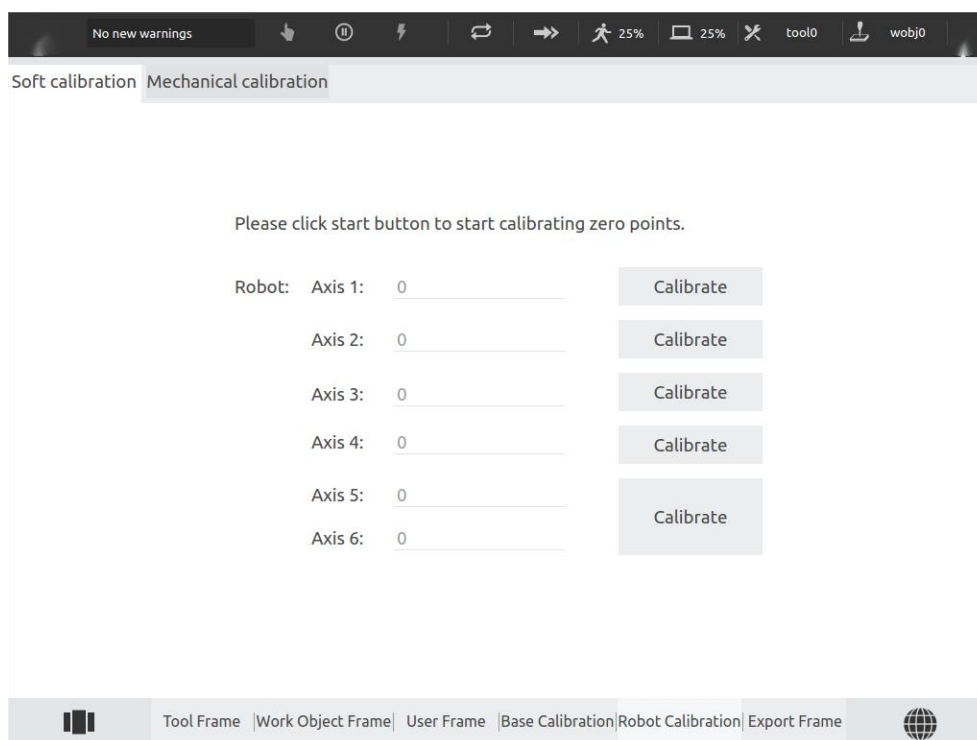 No new warnings 25% 25% tool0 wobj0
Soft calibration Mechanical calibration
Please click start button to start calibrating zero points.
Robot: Axis 1: 0 Calibrate
Axis 2: 0 Calibrate
Axis 3: 0 Calibrate
Axis 4: 0 Calibrate
Axis 5: 0
Calibrate
Axis 6: 0
Tool Frame Work Object Frame User Frame Base Calibration Robot Calibration Export Frame